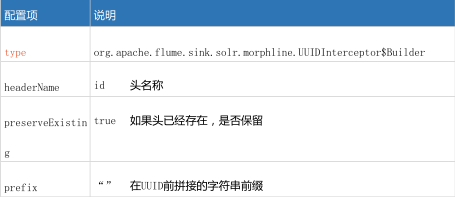 配置项 说明
type org.apache.flume.sink.solr.morphline.UUIDInterceptor$Builder
headerName id 头名称
preserveExistin true 如果头已经存在，是否保留
g
prefix “” 在UUID前拼接的字符串前缀